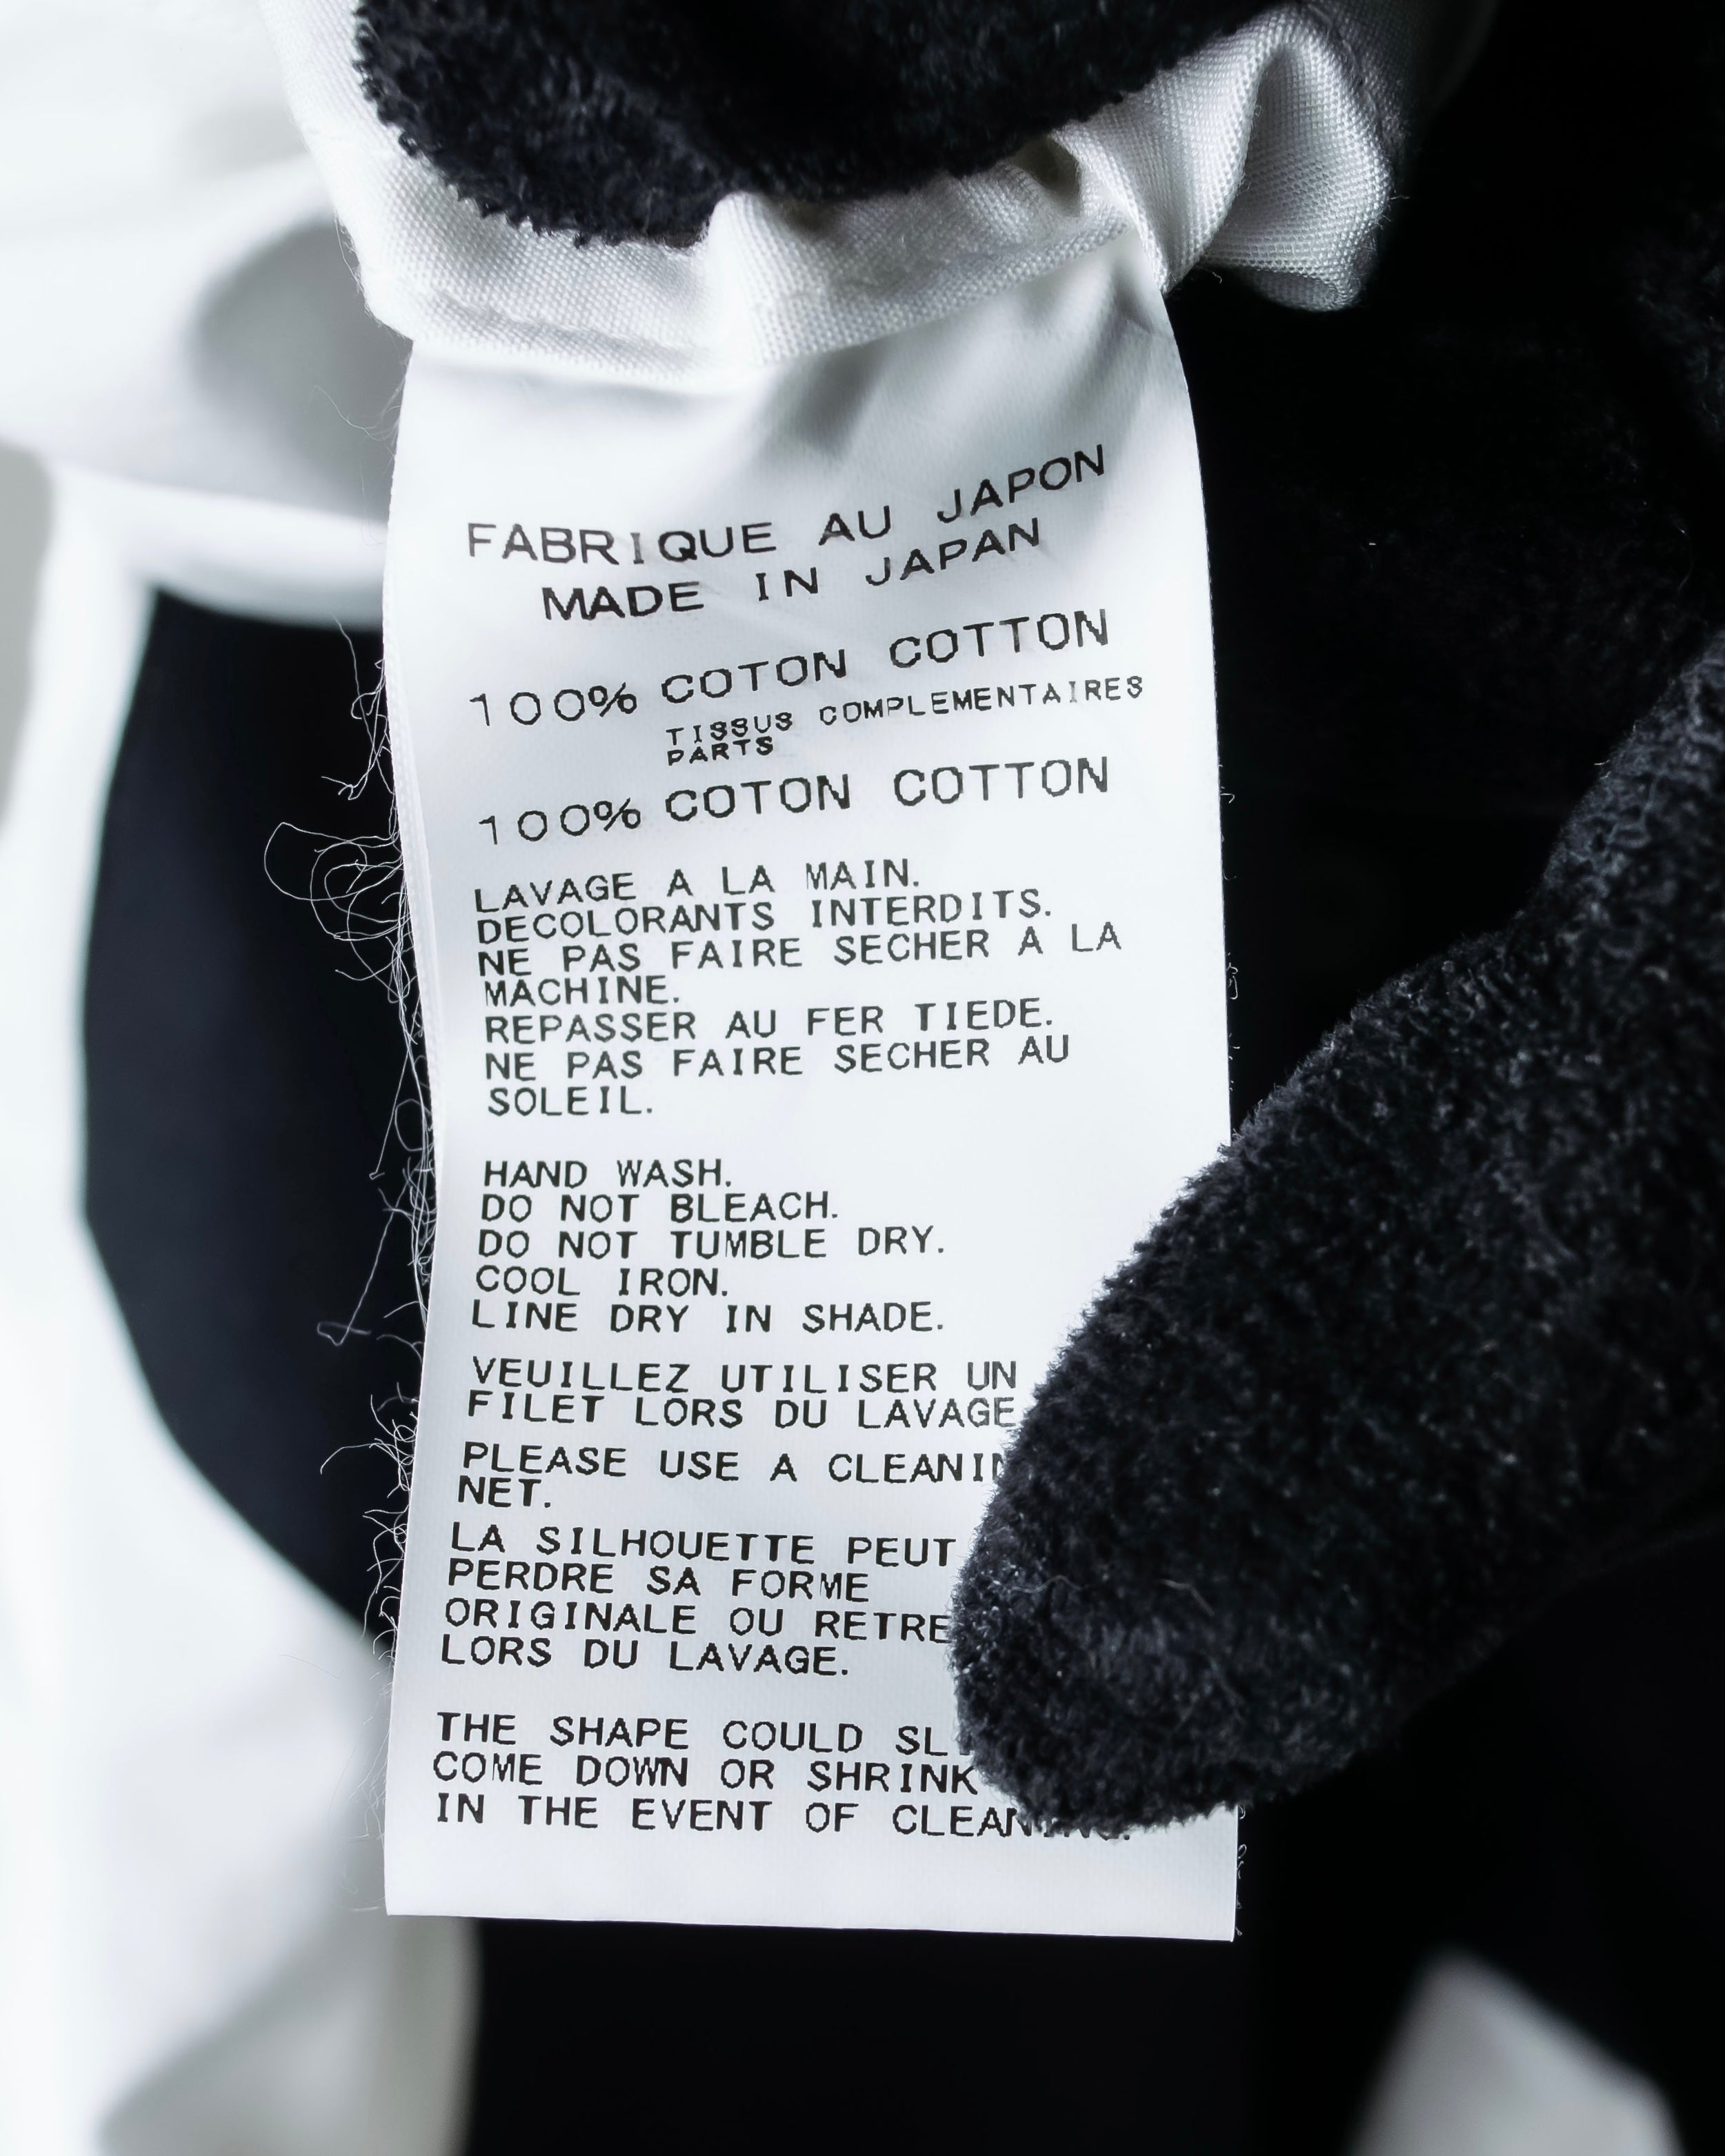 FABRIQUE AU JAPON
MADE IN JAPAN
100% COTON COTTON
TISSUS COMPLEMENTAIRES
PARTS
100% COTON COTTON
LAVAGE A LA MAIN.
DECOLORANTS INTERDITS.
NE PAS FAIRE SECHER A LA
MACHINE.
REPASSER AU FER TIEDE.
NE PAS FAIRE SECHER AU
SOLEIL.
HAND WASH.
DO NOT BLEACH.
DO NOT TUMBLE DRY.
COOL IRON.
LINE DRY IN SHADE.
VEUILLEZ UTILISER UN
FILET LORS DU LAVAGE
PLEASE USE A
NET.
LA SILHOUETTE PEUT
PERDRE SA FORME
ORIGINALE OU
LORS DU LAVAGE.
THE SHAPE COULD
COME DOWN OR SHRINK
IN THE EVENT OF